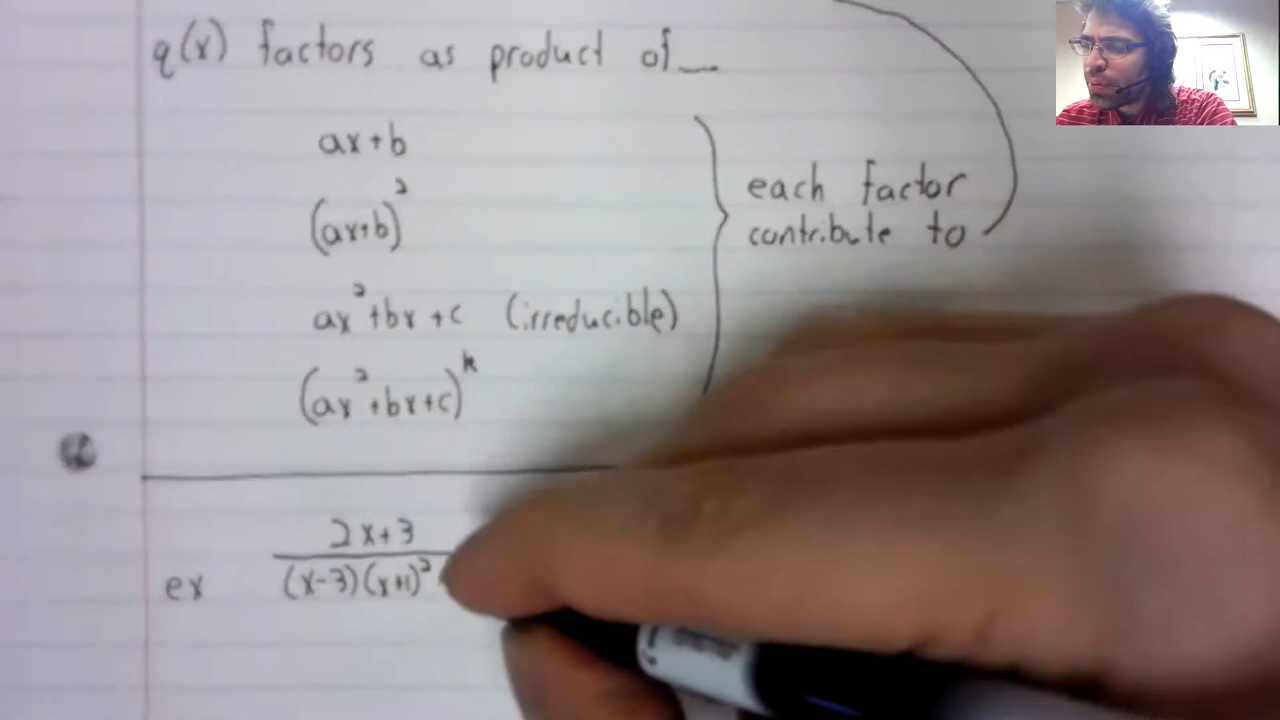 q(x) factors as product of __
ax+b
(ax+b)²
each factor
contribute to
ax²+bx+c (irreducible)
(ax²+bx+c)ᵏ
2x+3
ex
(x-3)(x+1)²